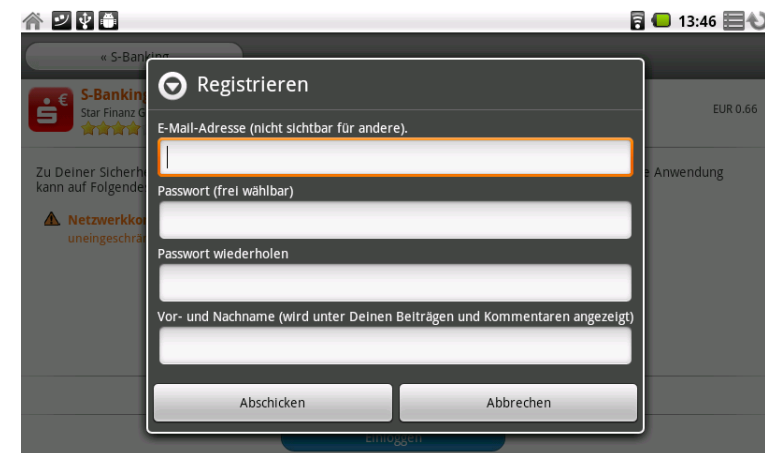 13:46
« S-Banking
S-Banking
Star Finanz G
EUR 0.66
Zu Deiner Sicherh
e Anwendung
kann auf Folgende
Netzwerkko
uneingeschrä
Registrieren
E-Mail-Adresse (nicht sichtbar für andere).
Passwort (frei wählbar)
Passwort wiederholen
Vor- und Nachname (wird unter Deinen Beiträgen und Kommentaren angezeigt)
Abschicken
Abbrechen
Einloggen